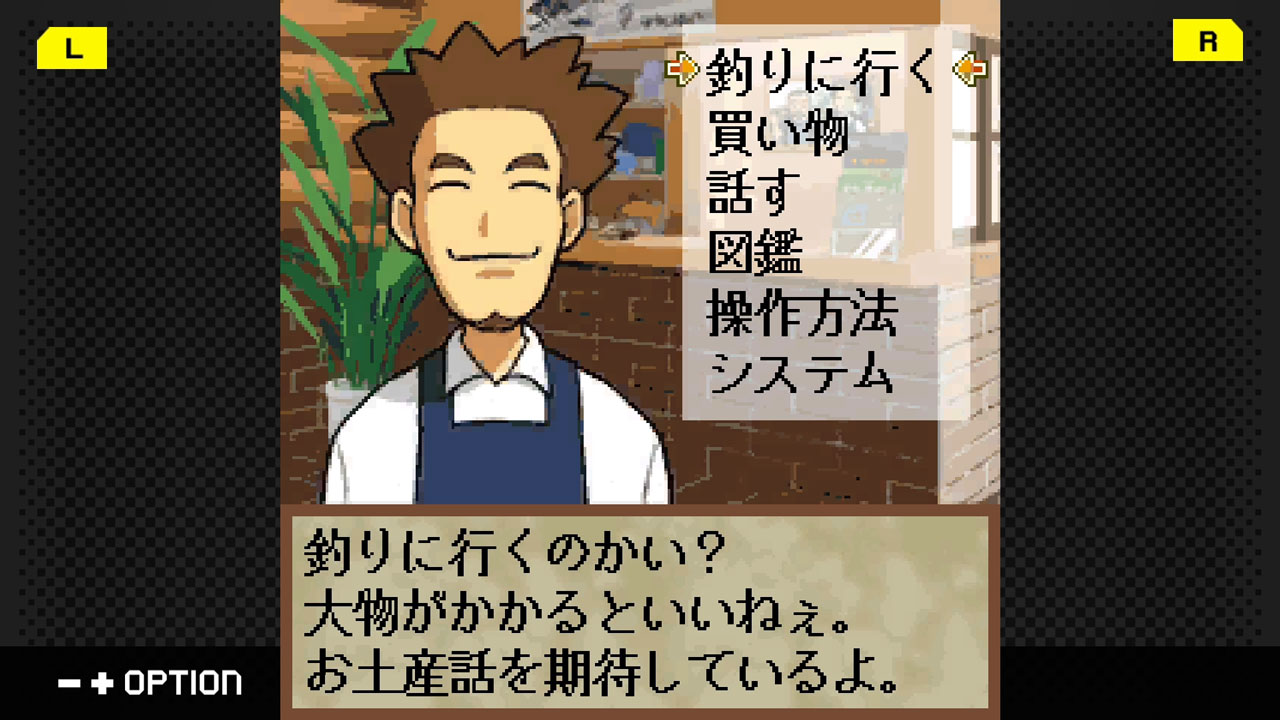 L
R
釣りに行く
買い物
話す
図鑑
操作方法
システム
釣りに行くのかい？
大物がかかるといいねぇ。
お土産話を期待しているよ。
－＋OPTION